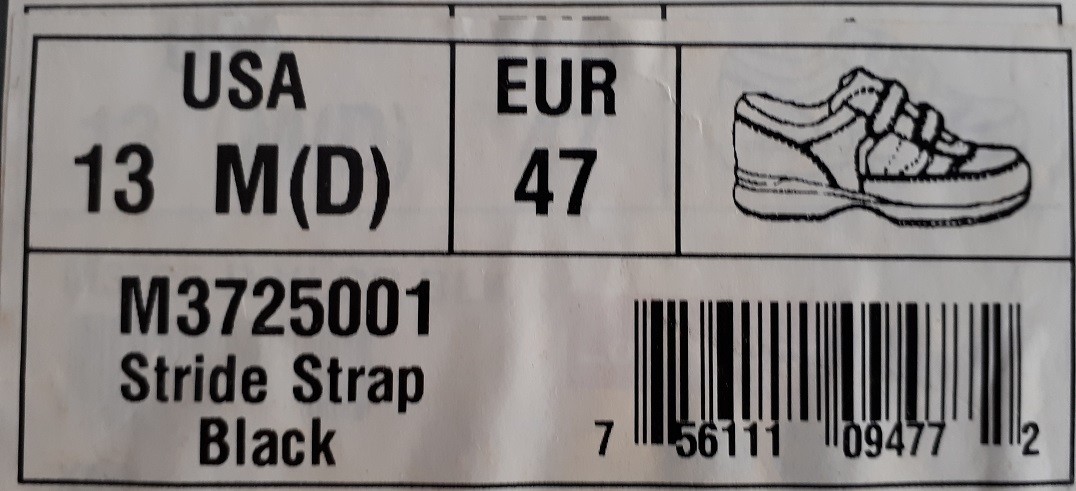 USA
13 M(D)
EUR
47
M3725001
Stride Strap
Black
7 56111 09477 2